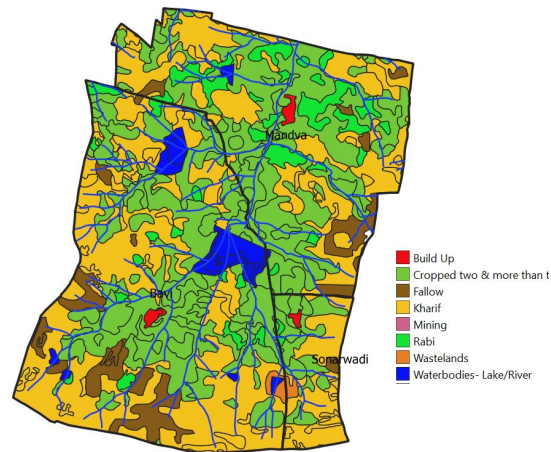 Mandva
Build Up
Cropped two & more than t
Fallow
Bavi
Kharif
Mining
Rabi
Sonarwadi
Wastelands
Waterbodies- Lake/River